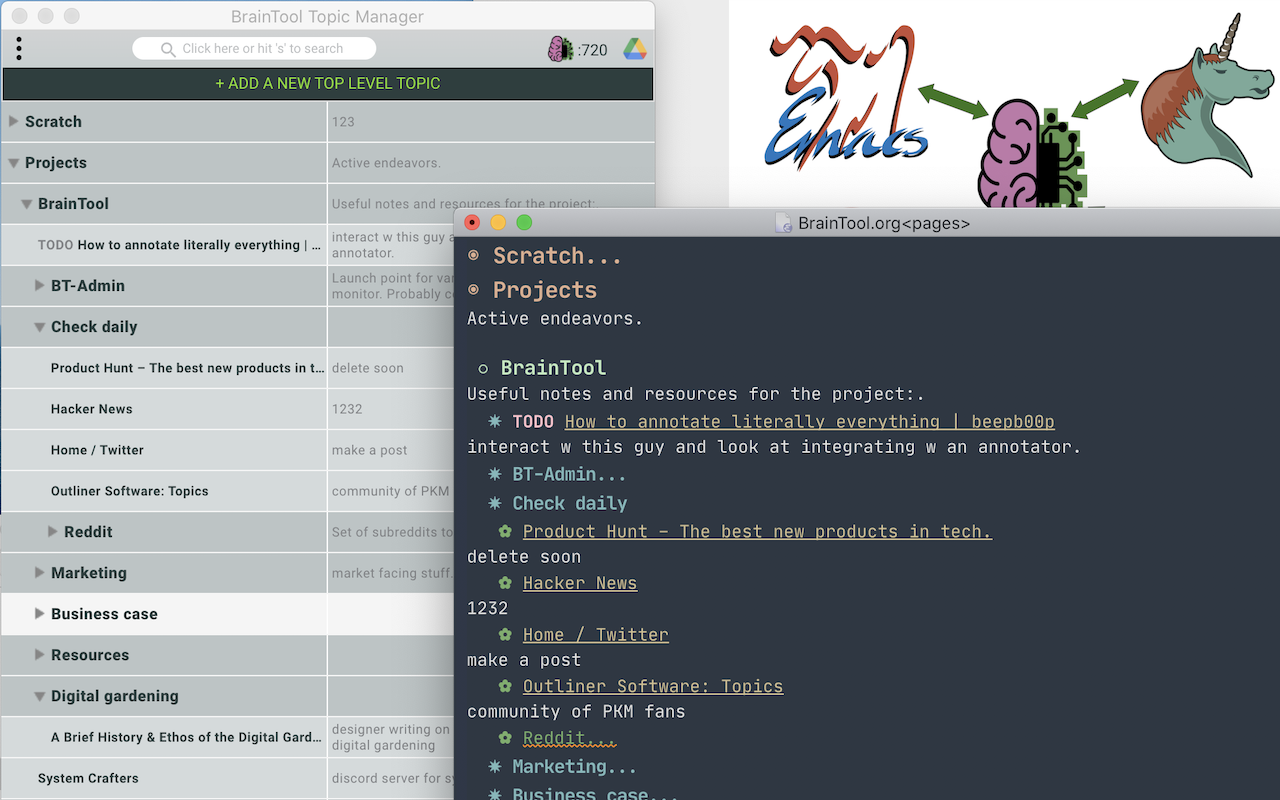 BrainTool Topic Manager
Click here or hit 's' to search
:720
+ ADD A NEW TOP LEVEL TOPIC
Scratch
123
Projects
Active endeavors.
BrainTool
Useful notes and resources for the project:
TODO How to annotate literally everything | ...
interact w this guy a
annotator.
BT-Admin
Launch point for var
monitor. Probably co
Check daily
Product Hunt – The best new products in t...
delete soon
Hacker News
1232
Home / Twitter
make a post
Outliner Software: Topics
community of PKM
Reddit
Set of subreddits to
Marketing
market facing stuff.
Business case
Resources
Digital gardening
A Brief History & Ethos of the Digital Gard...
designer writing on
digital gardening
System Crafters
discord server for sy
Emacs
BrainTool.org<pages>
Scratch...
Projects
Active endeavors.
BrainTool
Useful notes and resources for the project:.
TODO How to annotate literally everything | beepb00p
interact w this guy and look at integrating w an annotator.
BT-Admin...
Check daily
Product Hunt – The best new products in tech.
delete soon
Hacker News
1232
Home / Twitter
make a post
Outliner Software: Topics
community of PKM fans
Reddit...
Marketing...
Business case...